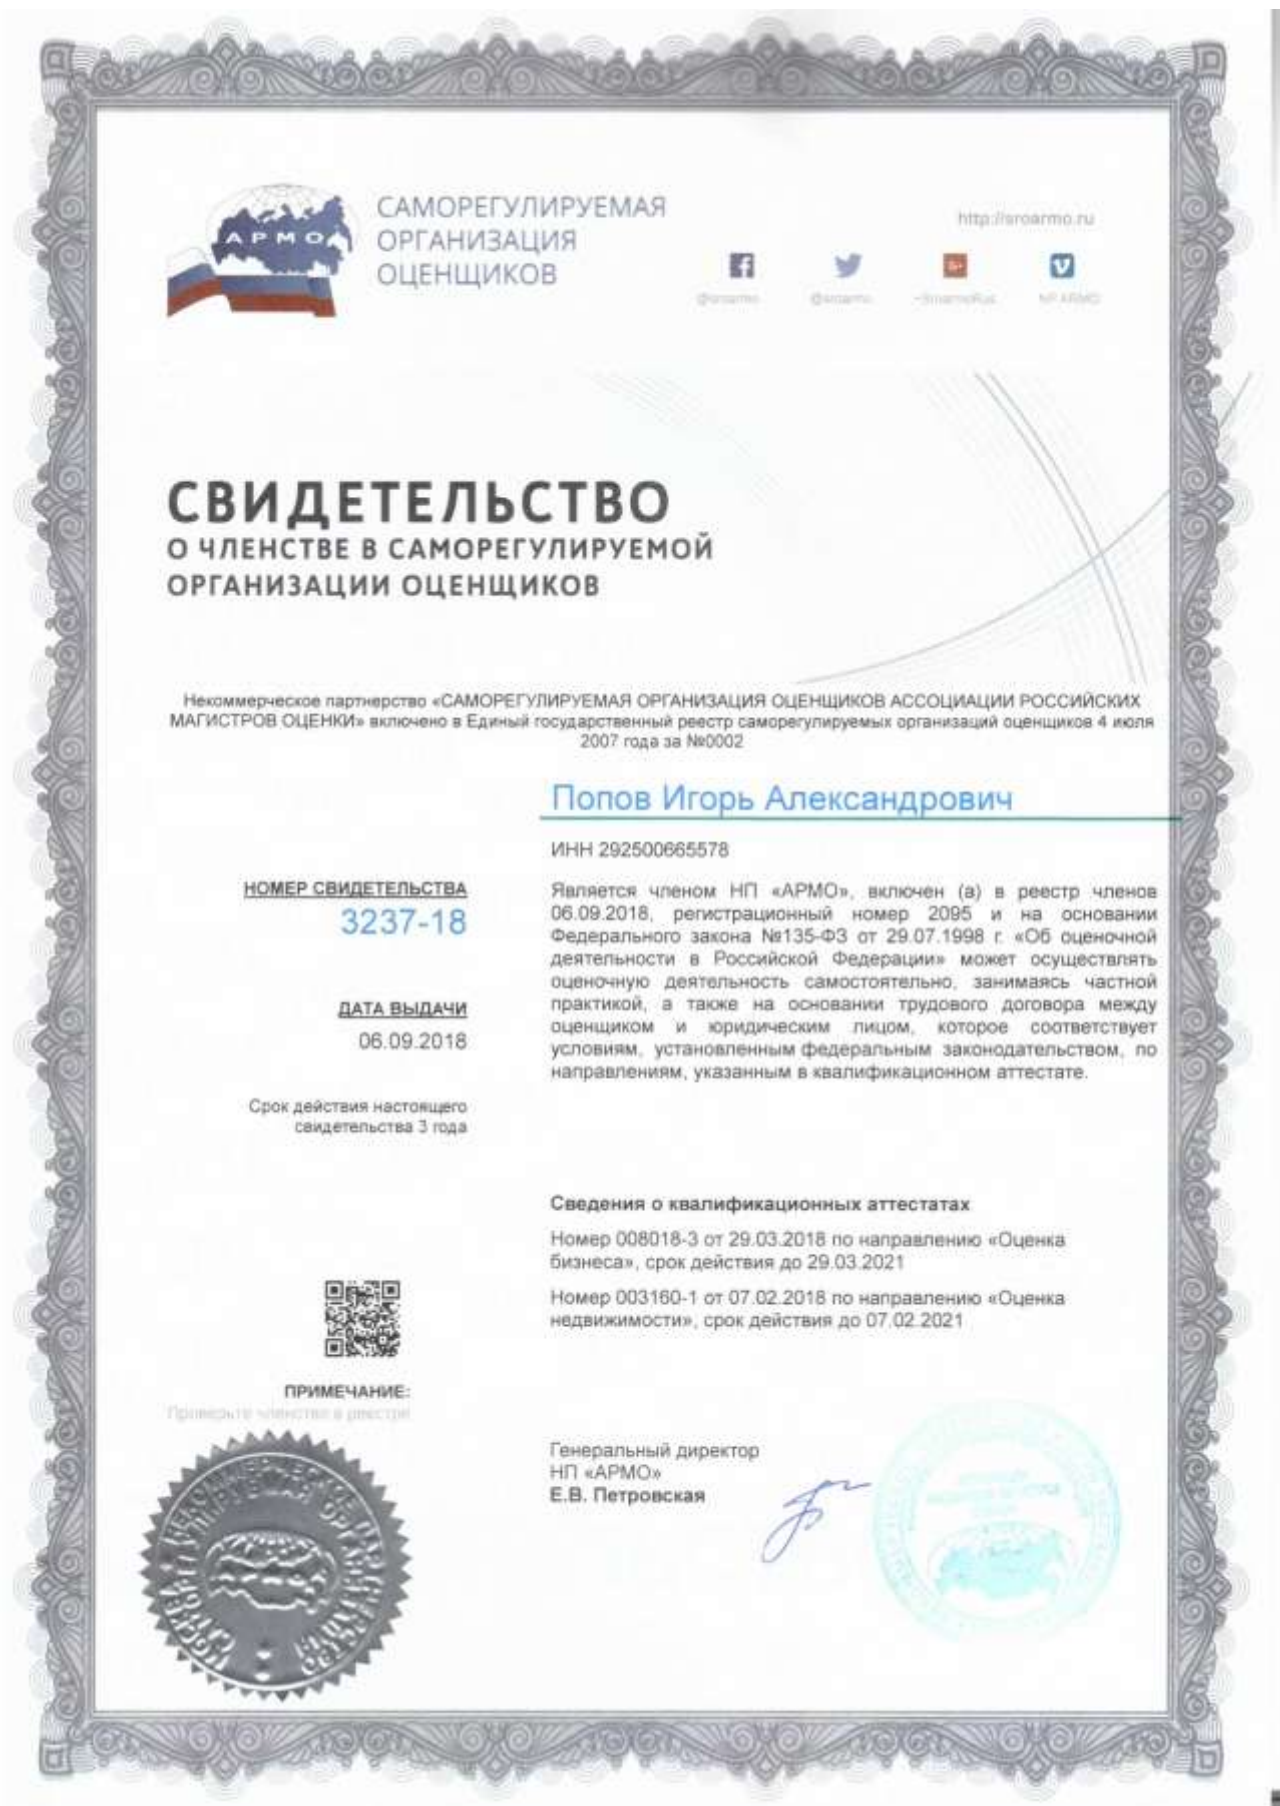 АРМО
САМОРЕГУЛИРУЕМАЯ
ОРГАНИЗАЦИЯ
ОЦЕНЩИКОВ
http://sroarmo.ru
@sroarmo @sroarmo +SroarmoRus NP ARMO
СВИДЕТЕЛЬСТВО
О ЧЛЕНСТВЕ В САМОРЕГУЛИРУЕМОЙ
ОРГАНИЗАЦИИ ОЦЕНЩИКОВ
Некоммерческое партнерство «САМОРЕГУЛИРУЕМАЯ ОРГАНИЗАЦИЯ ОЦЕНЩИКОВ АССОЦИАЦИИ РОССИЙСКИХ
МАГИСТРОВ ОЦЕНКИ» включено в Единый государственный реестр саморегулируемых организаций оценщиков 4 июля
2007 года за №0002
Попов Игорь Александрович
ИНН 292500665578
НОМЕР СВИДЕТЕЛЬСТВА
3237-18
ДАТА ВЫДАЧИ
06.09.2018
Срок действия настоящего
свидетельства 3 года
Является членом НП «АРМО», включен (а) в реестр членов
06.09.2018, регистрационный номер 2095 и на основании
Федерального закона №135-ФЗ от 29.07.1998 г. «Об оценочной
деятельности в Российской Федерации» может осуществлять
оценочную деятельность самостоятельно, занимаясь частной
практикой, а также на основании трудового договора между
оценщиком и юридическим лицом, которое соответствует
условиям, установленным федеральным законодательством, по
направлениям, указанным в квалификационном аттестате.
Сведения о квалификационных аттестатах
Номер 008018-3 от 29.03.2018 по направлению «Оценка
бизнеса», срок действия до 29.03.2021
Номер 003160-1 от 07.02.2018 по направлению «Оценка
недвижимости», срок действия до 07.02.2021
ПРИМЕЧАНИЕ:
Проверьте членство в реестре
Генеральный директор
НП «АРМО»
Е.В. Петровская